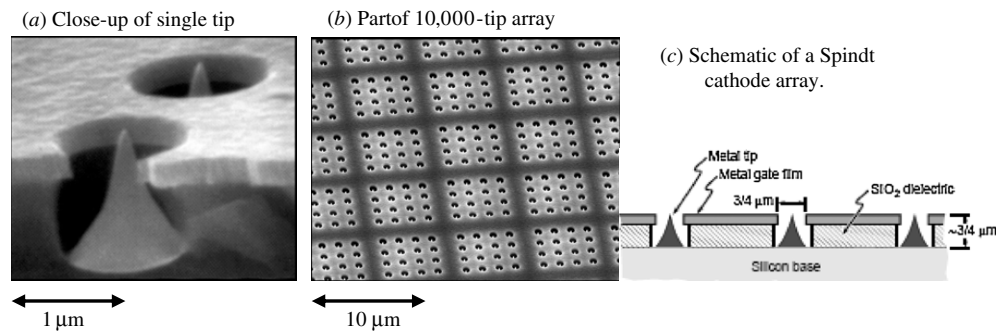 (a) Close-up of single tip
(b) Partof 10,000-tip array
(c) Schematic of a Spindt
cathode array.
Metal tip
Metal gate film
SiO₂ dielectric
3/4 μm
~3/4 μm
Silicon base
1 μm
10 μm